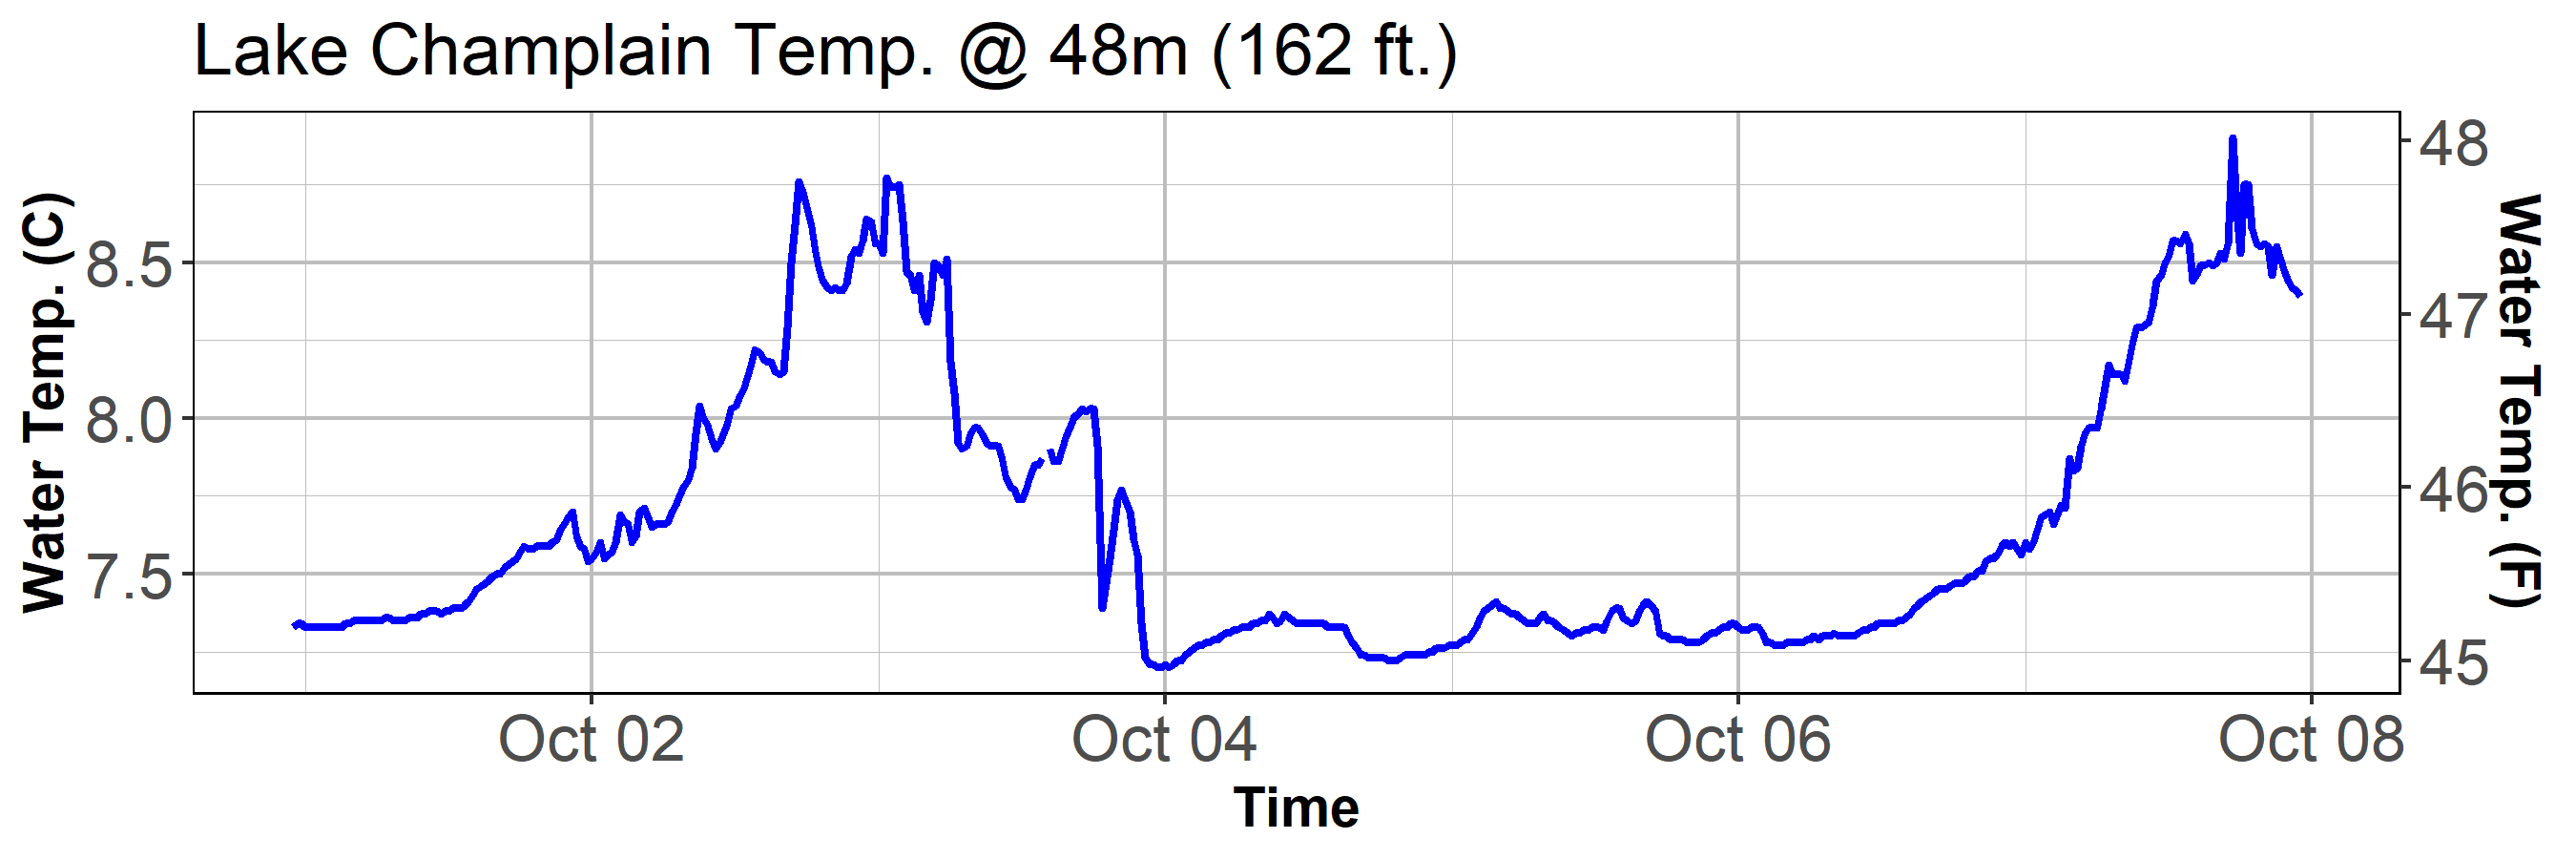 Lake Champlain Temp. @ 48m (162 ft.)
Water Temp. (C)
8.5
8.0
7.5
48
47
46
45
Water Temp. (F)
Oct 02
Oct 04
Oct 06
Oct 08
Time